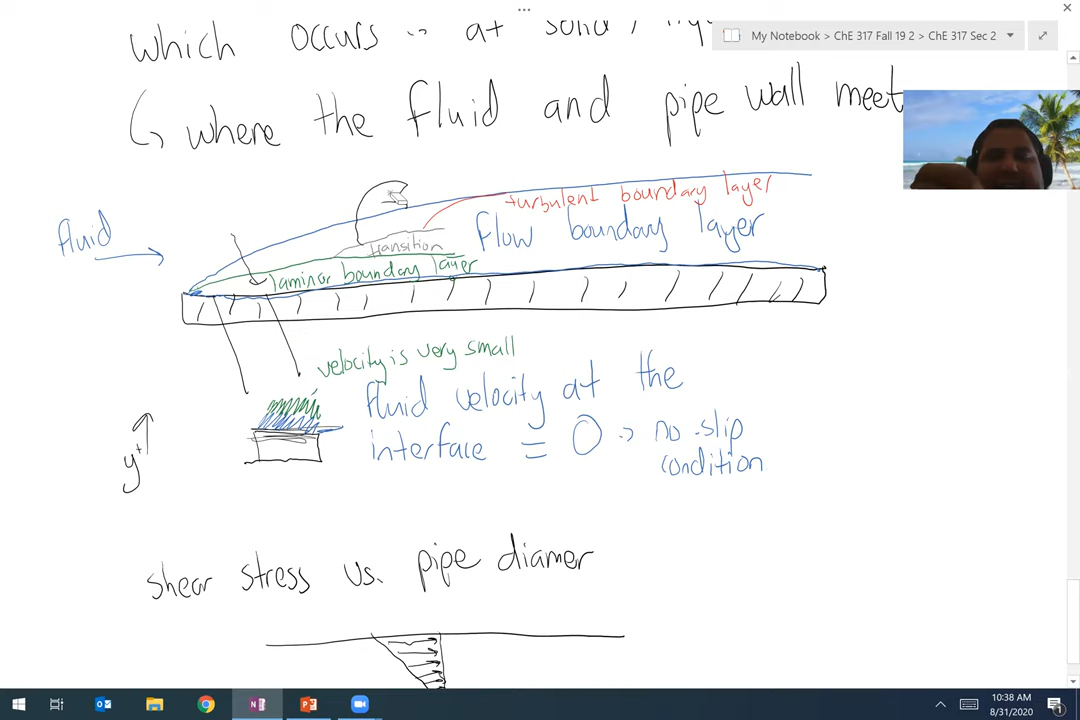 My Notebook > ChE 317 Fall 19 2 > ChE 317 Sec 2
which occurs at solid/
where the fluid and pipe wall meet
fluid
turbulent boundary layer
flow boundary layer
transition
laminar boundary layer
velocity is very small
fluid velocity at the
interface = 0 → no-slip
condition
y+
shear stress vs. pipe diamer
10:38 AM
8/31/2020